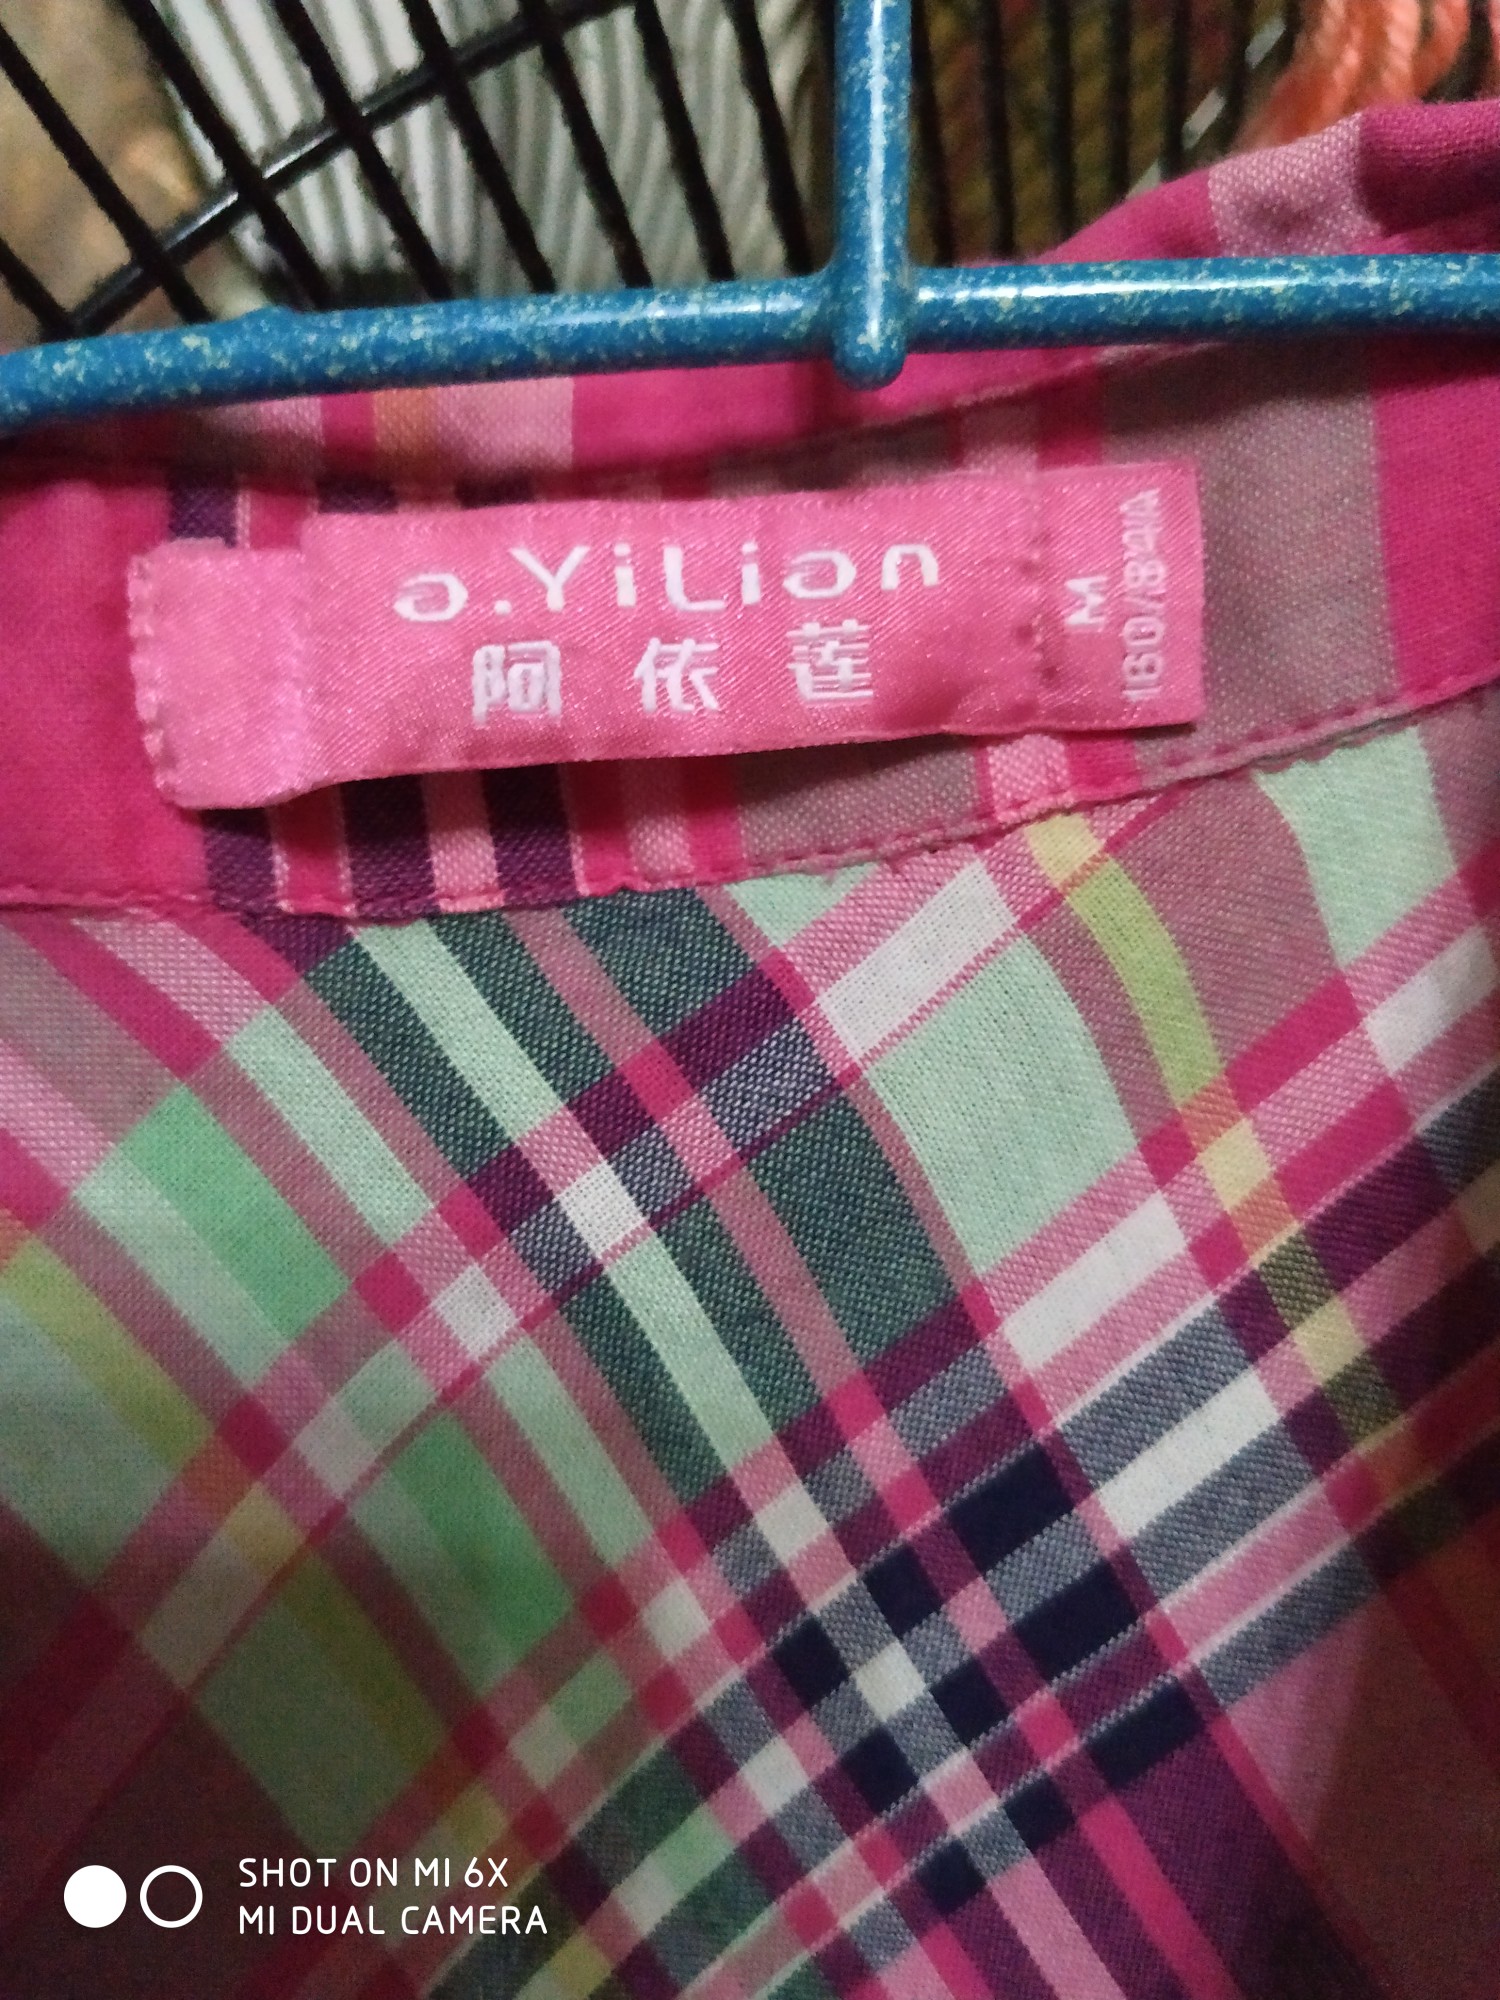 a.YiLian
阿依莲
M
160/84A
SHOT ON MI 6X
MI DUAL CAMERA